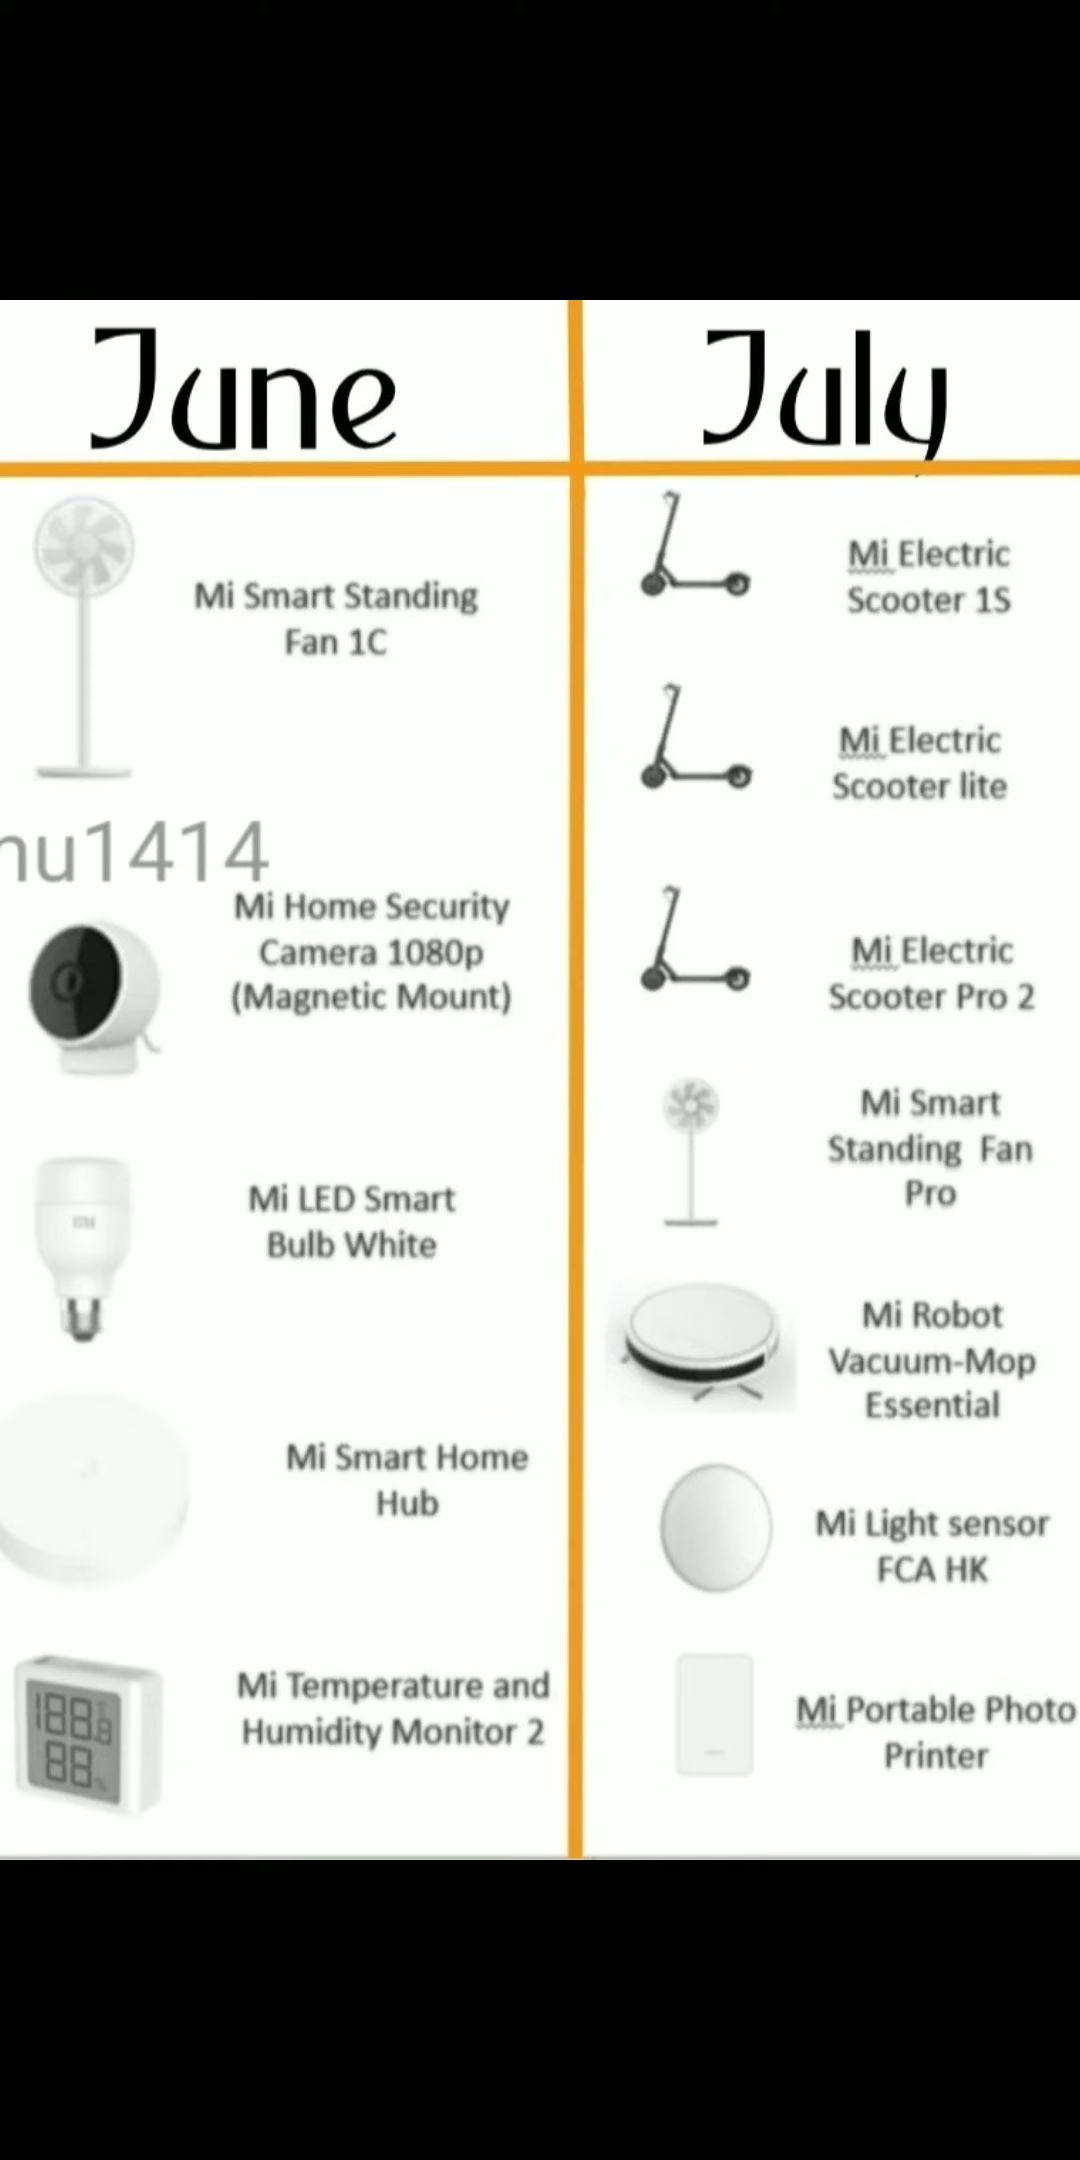 June
Mi Smart Standing
Fan 1C
nu1414
Mi Home Security
Camera 1080p
(Magnetic Mount)
Mi LED Smart
Bulb White
Mi Smart Home
Hub
Mi Temperature and
Humidity Monitor 2
July
Mi Electric
Scooter 1S
Mi Electric
Scooter lite
Mi Electric
Scooter Pro 2
Mi Smart
Standing Fan
Pro
Mi Robot
Vacuum-Mop
Essential
Mi Light sensor
FCA HK
Mi Portable Photo
Printer